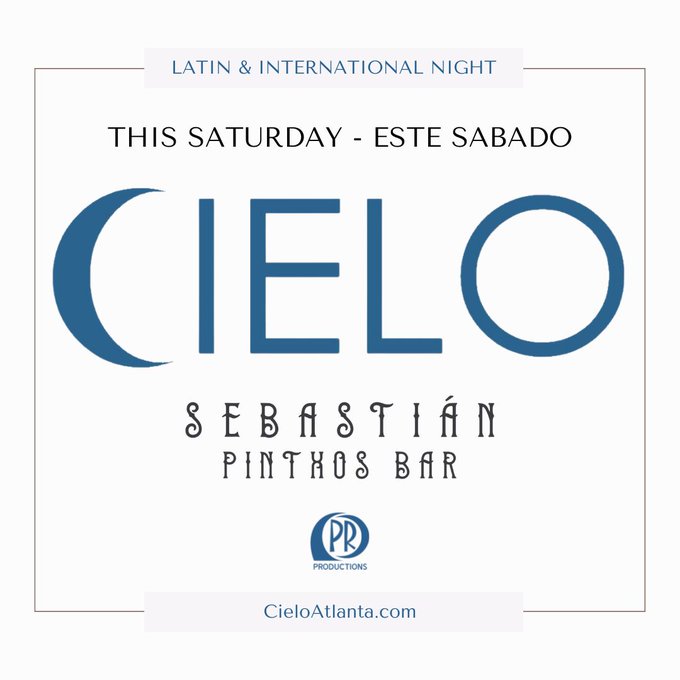 LATIN & INTERNATIONAL NIGHT
THIS SATURDAY - ESTE SABADO
CIELO
SEBASTIÁN
PINTXOS BAR
PR
PRODUCTIONS
CieloAtlanta.com